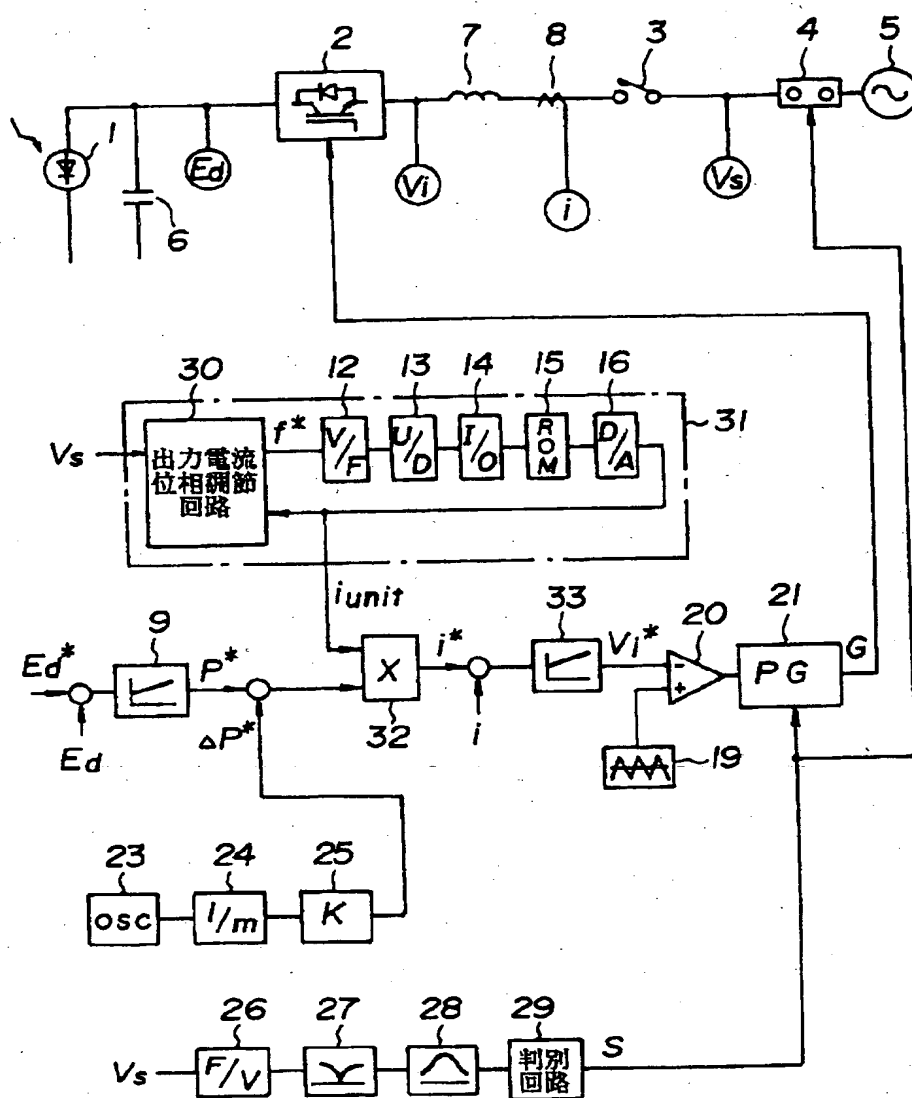 2
7
8
3
4
5
1
Ed
Vi
i
Vs
6
30
12
13
14
15
16
31
f*
Vs
出力電流
位相調節
回路
V/F
U/D
I/O
ROM
D/A
i unit
33
20
21
9
Ed*
P*
X
i*
Vi*
-
+
PG
G
ΔP*
32
i
Ed
19
23
24
25
osc
1/m
K
26
27
28
29
Vs
F/V
判別
回路
S